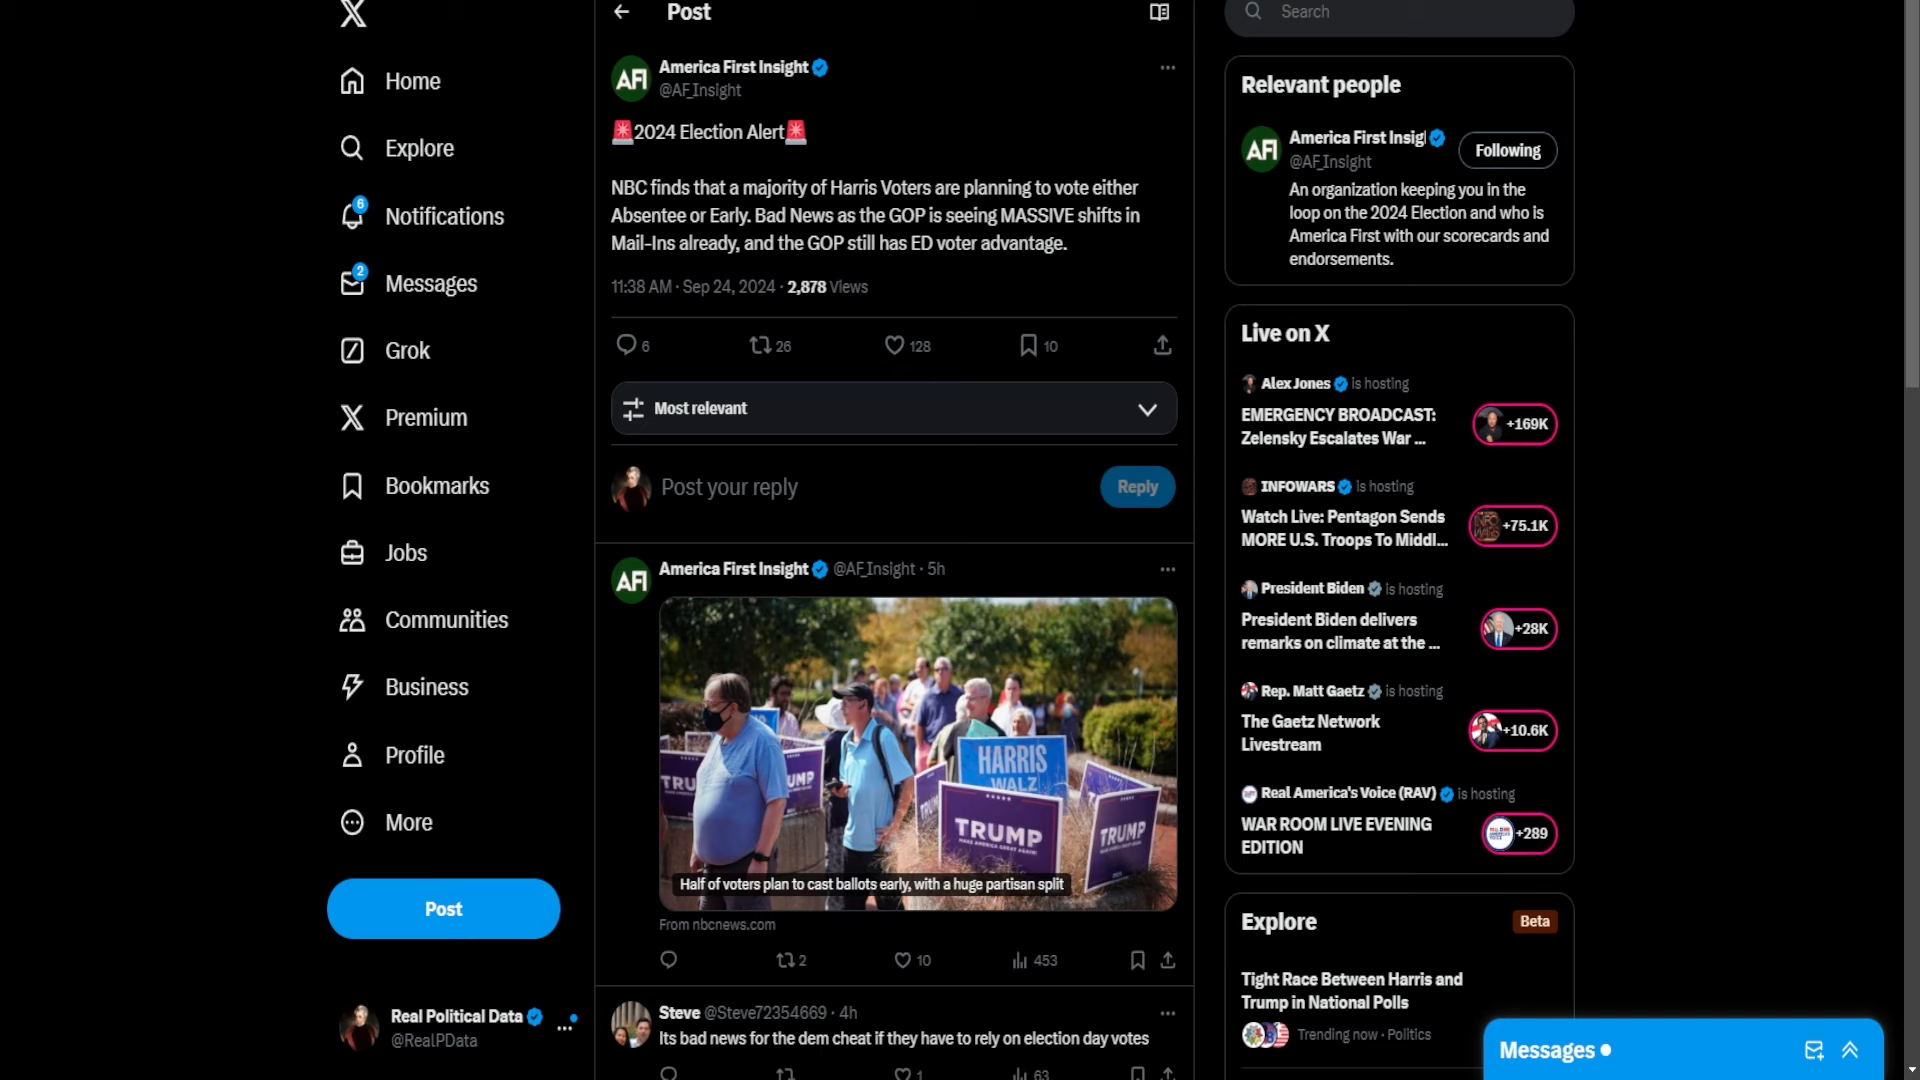 Home
Explore
6
Notifications
2
Messages
Grok
Premium
Bookmarks
Jobs
Communities
Business
Profile
More
Post
Real Political Data
@RealPData
Post
AFI
America First Insight
@AF_Insight
🚨2024 Election Alert🚨
NBC finds that a majority of Harris Voters are planning to vote either
Absentee or Early. Bad News as the GOP is seeing MASSIVE shifts in
Mail-Ins already, and the GOP still has ED voter advantage.
11:38 AM · Sep 24, 2024 · 2,878 Views
6 26 128 10
Most relevant
Post your reply
Reply
AFI
America First Insight @AF_Insight · 5h
HARRIS
WALZ
TRUMP
MAKE AMERICA GREAT AGAIN!
TRUMP
Half of voters plan to cast ballots early, with a huge partisan split
From nbcnews.com
2 10 453
Steve @Steve72354669 · 4h
Its bad news for the dem cheat if they have to rely on election day votes
1 63
Search
Relevant people
AFI
America First Insig
@AF_Insight
Following
An organization keeping you in the
loop on the 2024 Election and who is
America First with our scorecards and
endorsements.
Live on X
Alex Jones is hosting
EMERGENCY BROADCAST:
Zelensky Escalates War ...
+169K
INFOWARS is hosting
Watch Live: Pentagon Sends
MORE U.S. Troops To Middl...
+75.1K
President Biden is hosting
President Biden delivers
remarks on climate at the ...
+28K
Rep. Matt Gaetz is hosting
The Gaetz Network
Livestream
+10.6K
Real America's Voice (RAV) is hosting
WAR ROOM LIVE EVENING
EDITION
+289
Explore
Beta
Tight Race Between Harris and
Trump in National Polls
Trending now · Politics
Messages